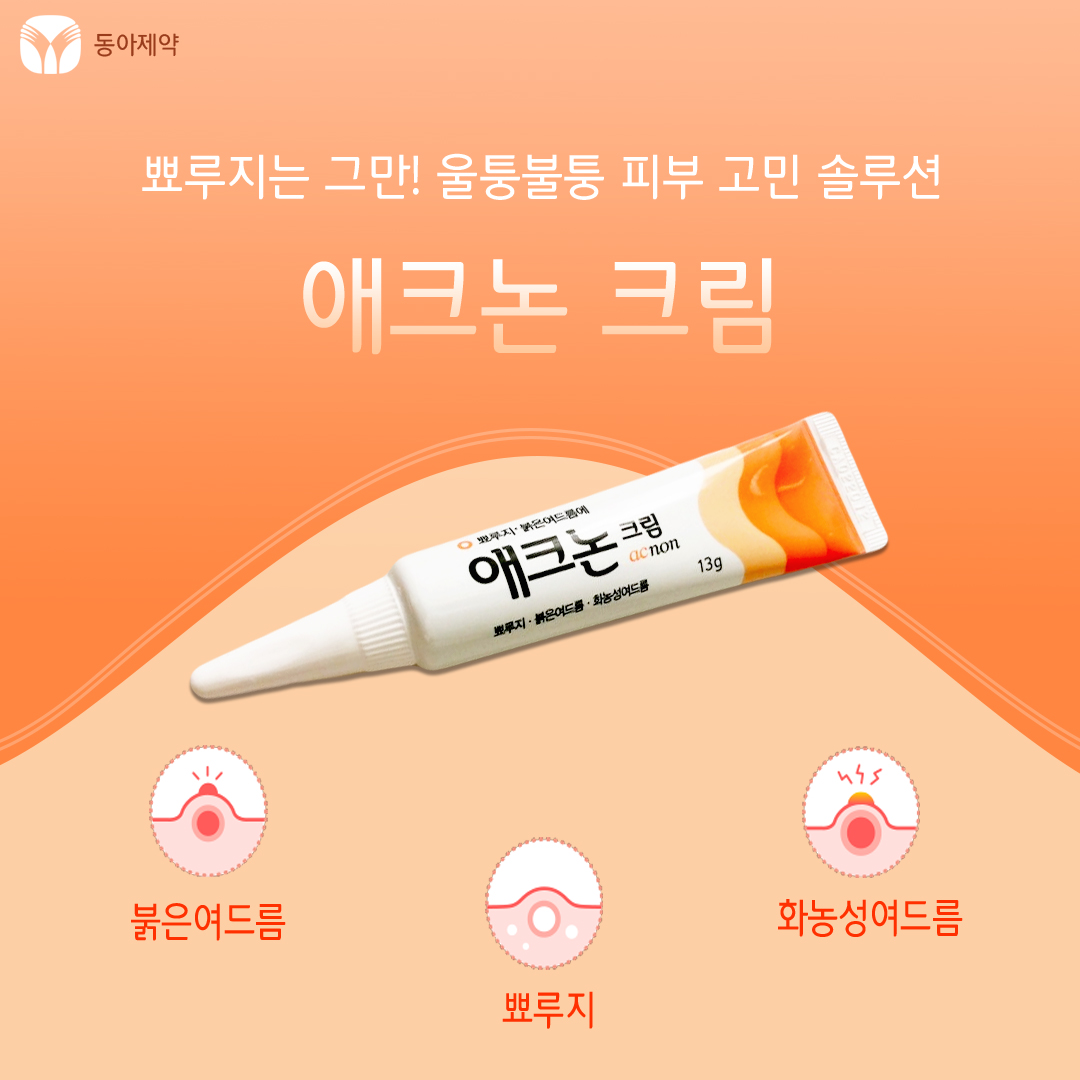 동아제약
뾰루지는 그만! 울퉁불퉁 피부 고민 솔루션
애크논 크림
뾰루지· 붉은여드름에
애크논 크림
acnon
13g
뾰루지 · 붉은여드름 · 화농성여드름
붉은여드름
뾰루지
화농성여드름